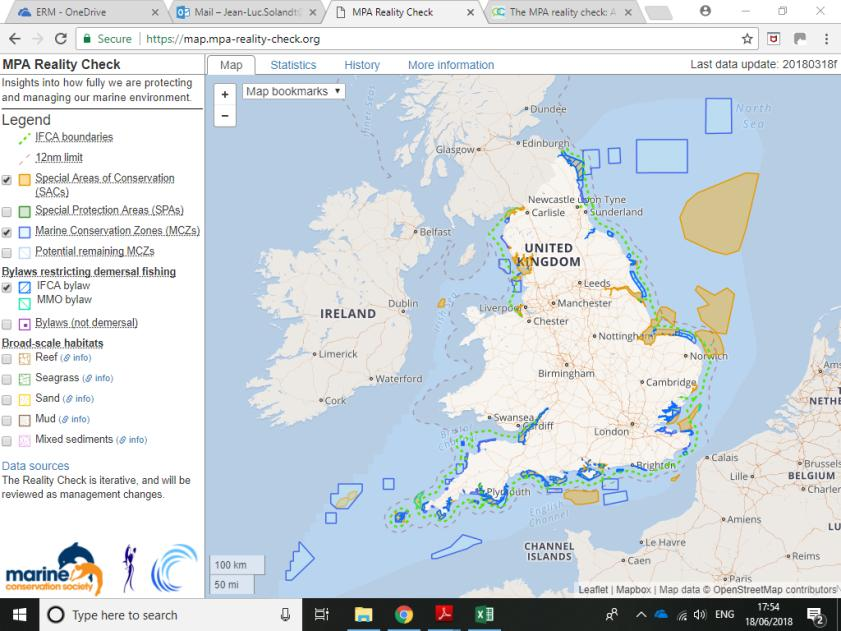 ERM - OneDrive
Mail – Jean-Luc.Solandt
MPA Reality Check
The MPA reality check: A
Secure
https://map.mpa-reality-check.org
MPA Reality Check
Insights into how fully we are protecting
and managing our marine environment.
Legend
IFCA boundaries
12nm limit
Special Areas of Conservation
(SACs)
Special Protection Areas (SPAs)
Marine Conservation Zones (MCZs)
Potential remaining MCZs
Bylaws restricting demersal fishing
IFCA bylaw
MMO bylaw
Bylaws (not demersal)
Broad-scale habitats
Reef (info)
Seagrass (info)
Sand (info)
Mud (info)
Mixed sediments (info)
Data sources
The Reality Check is iterative, and will be
reviewed as management changes.
marine
conservation society
Map Statistics History More information
Last data update: 20180318f
+
−
Map bookmarks ▼
Dundee
North
Sea
Glasgow
Edinburgh
Newcastle upon Tyne
Carlisle
Sunderland
Belfast
UNITED
KINGDOM
Leeds
Dublin
Liverpool
Manchester
IRELAND
Chester
Nottingham
Limerick
Norwich
Birmingham
Waterford
Cambridge
Cork
Swansea
Cardiff
London
Calais
Brussels
Brighton
Lille
BELGIUM
Charler
Plymouth
English
Channel
Amiens
LU
CHANNEL
ISLANDS
Le Havre
Reims
Caen
Paris
NETHE
100 km
50 mi
Leaflet | Mapbox | Map data © OpenStreetMap contributors
Type here to search
ENG
17:54
18/06/2018
2